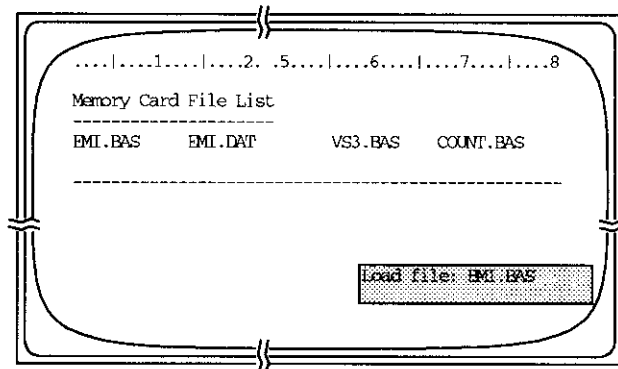 ....|....1....|....2. .5....|....6....|....7....|....8
Memory Card File List
--------------------
EMI.BAS EMI.DAT VS3.BAS COUNT.BAS
-------------------------------------------------
Load file: EMI.BAS